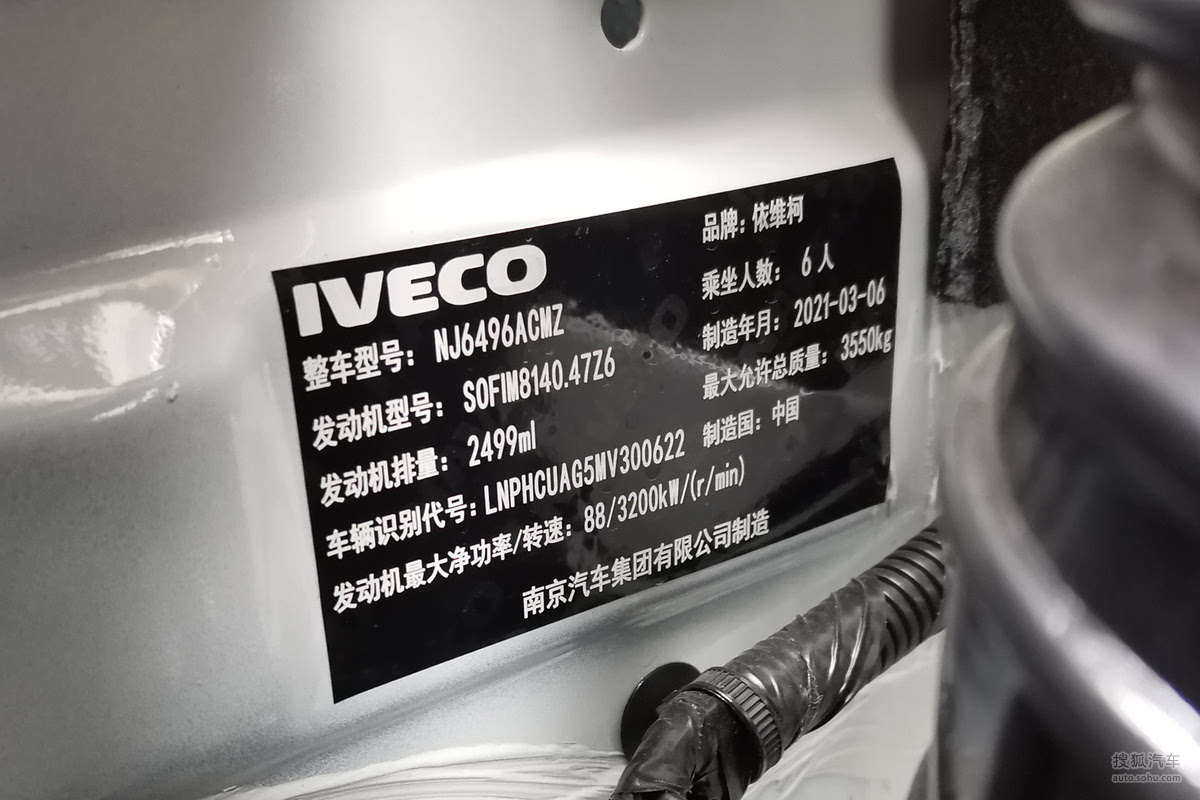 IVECO
品牌：依维柯
整车型号：NJ6496ACMZ
乘坐人数：6人
发动机型号：SOFIM8140.47Z6
制造年月：2021-03-06
发动机排量：2499ml
最大允许总质量：3550kg
车辆识别代号：LNPHCUAG5MV300622
制造国：中国
发动机最大净功率/转速：88/3200kW/(r/min)
南京汽车集团有限公司制造
搜狐汽车
auto.sohu.com